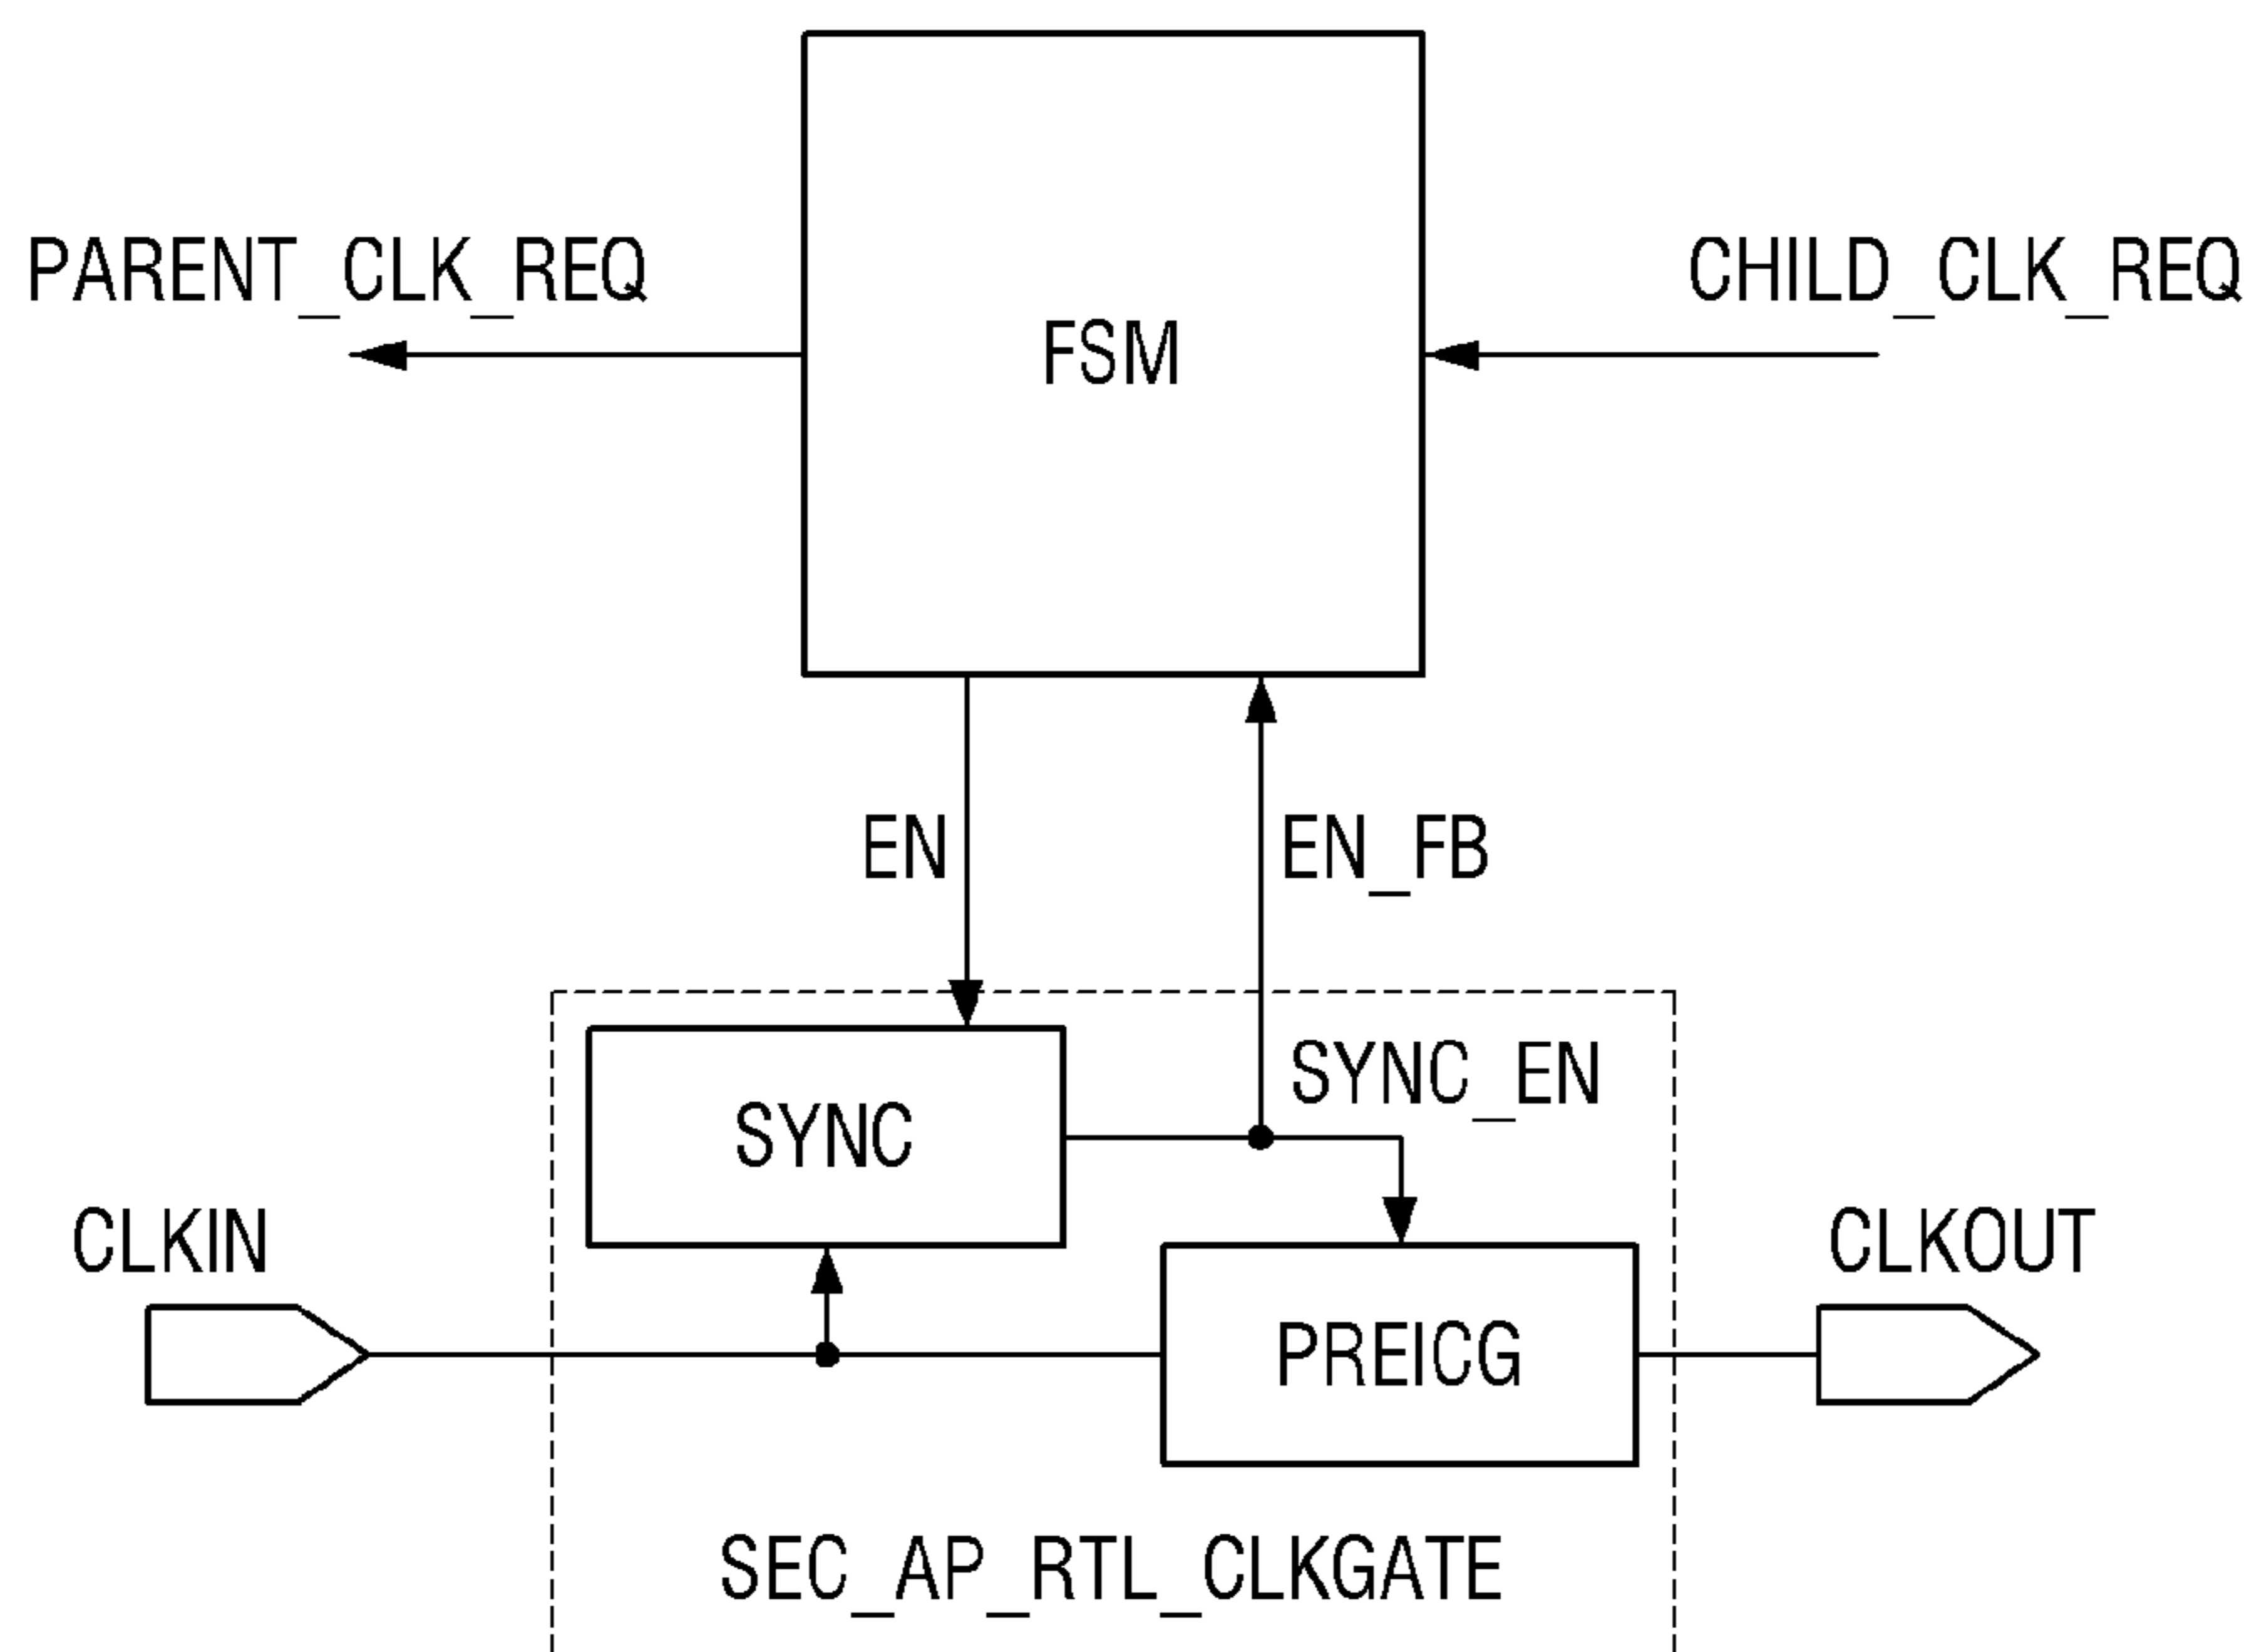 PARENT_CLK_REQ
CHILD_CLK_REQ
FSM
EN
EN_FB
SYNC_EN
SYNC
CLKIN
CLKOUT
PREICG
SEC_AP_RTL_CLKGATE